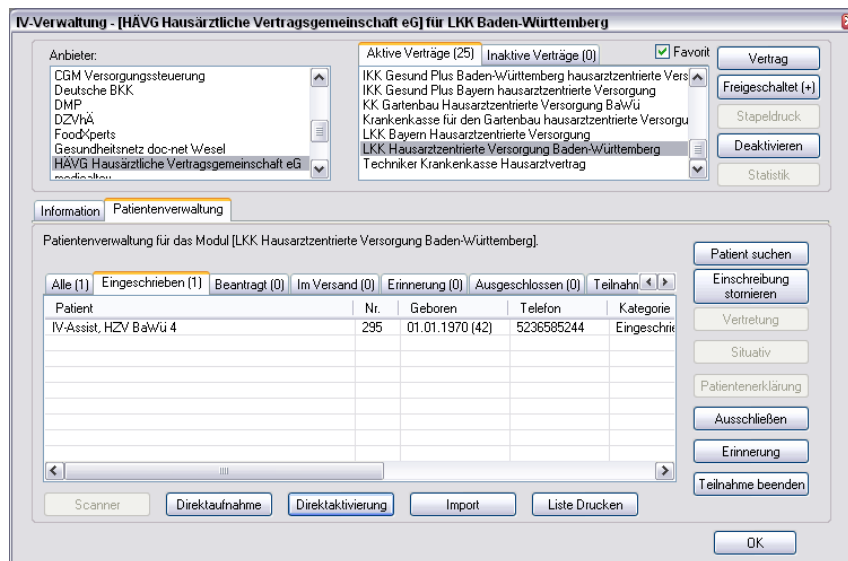 IV-Verwaltung - [HÄVG Hausärztliche Vertragsgemeinschaft eG] für LKK Baden-Württemberg
Anbieter:
CGM Versorgungssteuerung
Deutsche BKK
DMP
DZVhÄ
FoodXperts
Gesundheitsnetz doc-net Wesel
HÄVG Hausärztliche Vertragsgemeinschaft eG
Aktive Verträge (25) Inaktive Verträge (0) Favorit
IKK Gesund Plus Baden-Württemberg hausarztzentrierte Vers
IKK Gesund Plus Bayern hausarztzentrierte Versorgung
KK Gartenbau Hausarztzentrierte Versorgung BaWü
Krankenkasse für den Gartenbau hausarztzentrierte Versorgu
LKK Bayern Hausarztzentrierte Versorgung
LKK Hausarztzentrierte Versorgung Baden-Württemberg
Techniker Krankenkasse Hausarztvertrag
Vertrag
Freigeschaltet (+)
Stapeldruck
Deaktivieren
Statistik
Information Patientenverwaltung
Patientenverwaltung für das Modul [LKK Hausarztzentrierte Versorgung Baden-Württemberg].
Alle (1) Eingeschrieben (1) Beantragt (0) Im Versand (0) Erinnerung (0) Ausgeschlossen (0) Teilnahm
Patient Nr. Geboren Telefon Kategorie
IV-Assist, HZV BaWü 4 295 01.01.1970 (42) 5236585244 Eingeschrie
Patient suchen
Einschreibung
stornieren
Vertretung
Situativ
Patientenerklärung
Ausschließen
Erinnerung
Teilnahme beenden
Scanner Direktaufnahme Direktaktivierung Import Liste Drucken
OK